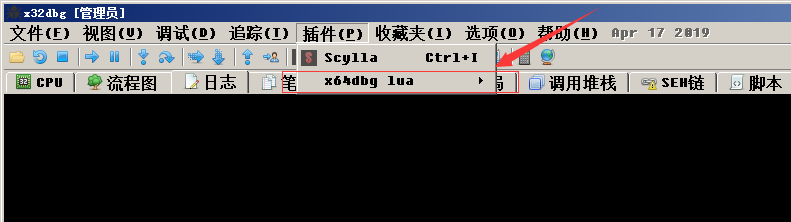 x32dbg [管理员]
文件(F) 视图(V) 调试(D) 追踪(T) 插件(P) 收藏夹(I) 选项(O) 帮助(H) Apr 17 2019
Scylla Ctrl+I
CPU 流程图 日志 笔 x64dbg lua 调用堆栈 SEH链 脚本